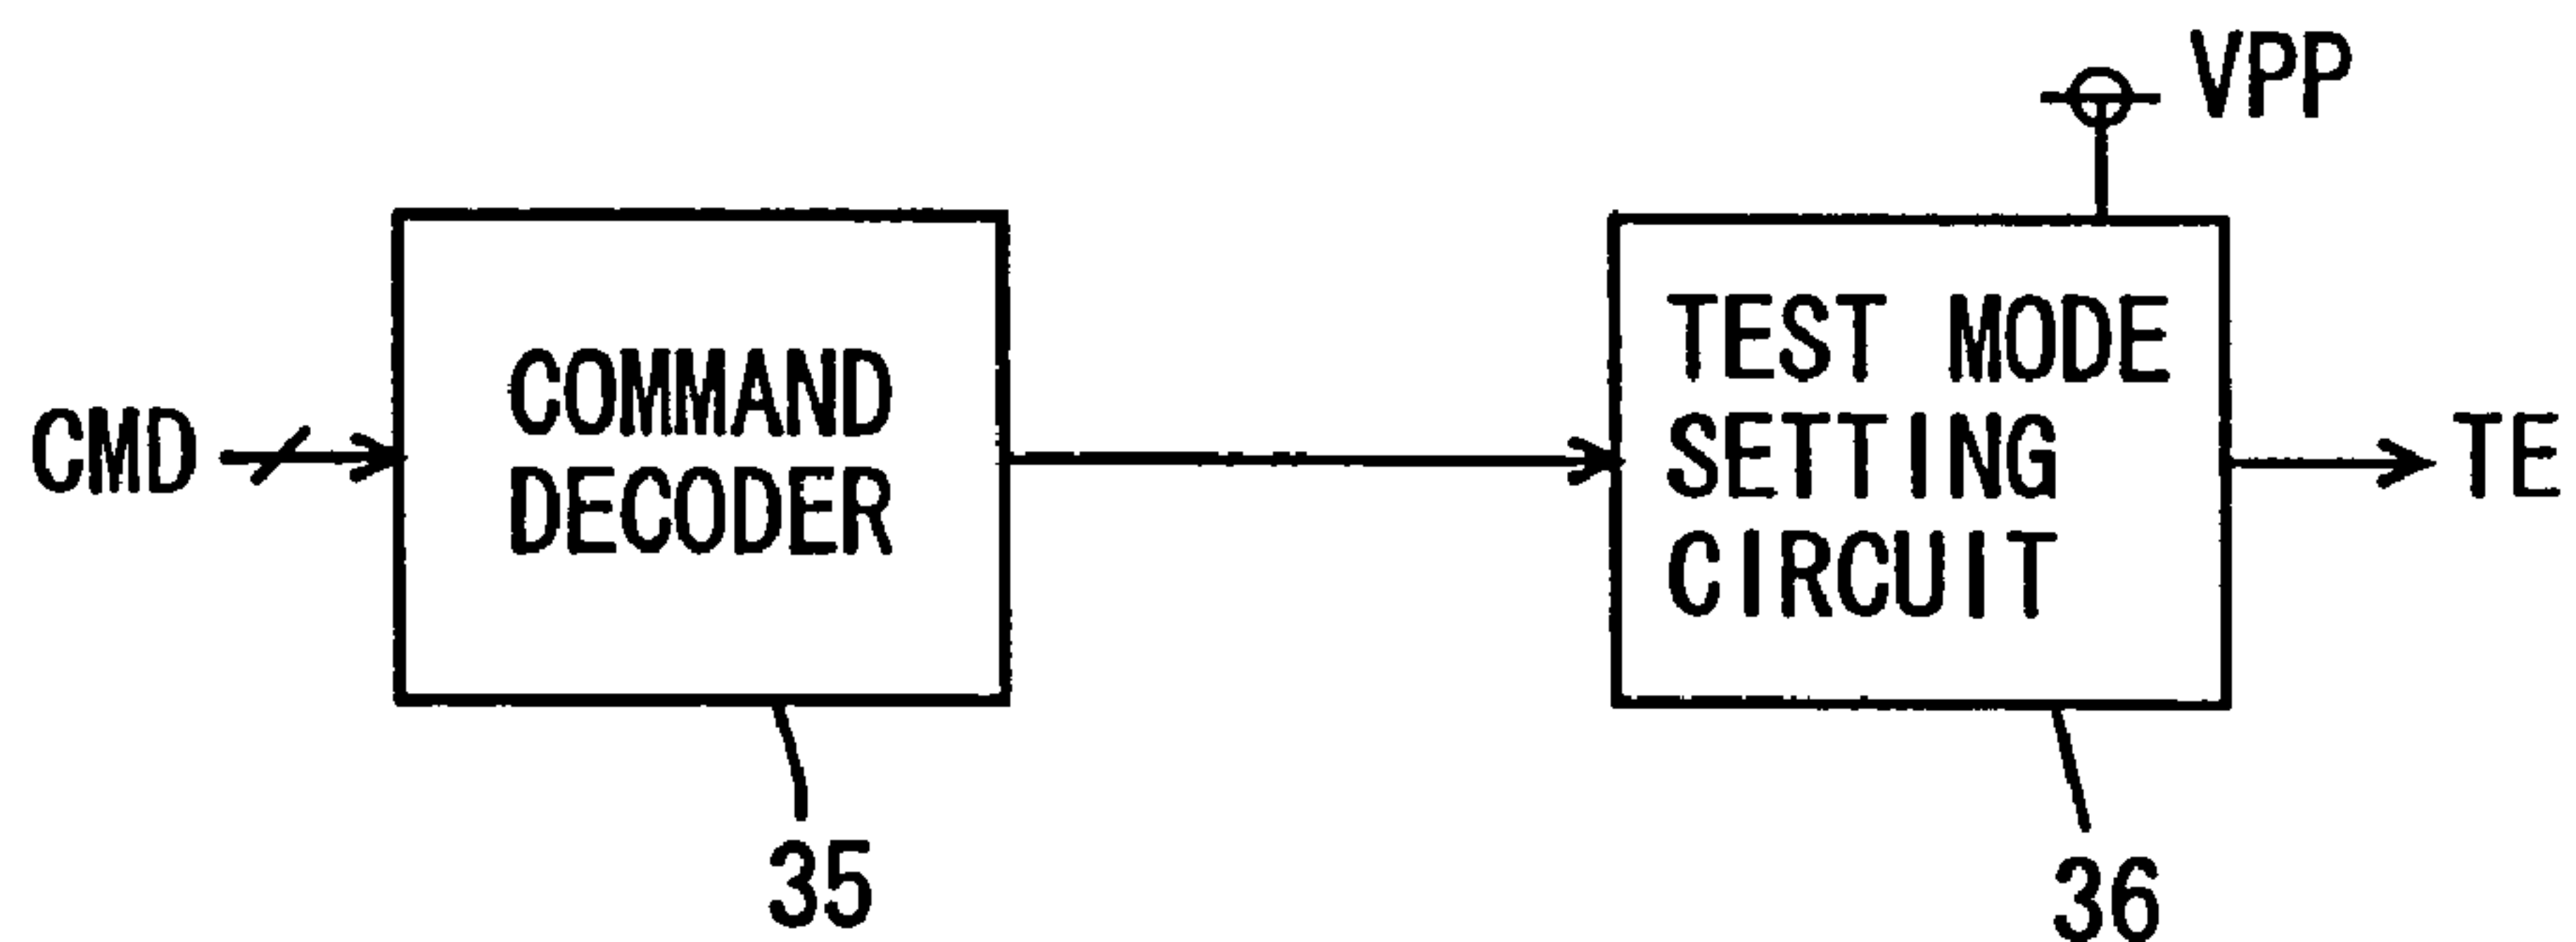 VPP
CMD
COMMAND
DECODER
TEST MODE
SETTING
CIRCUIT
TE
35
36